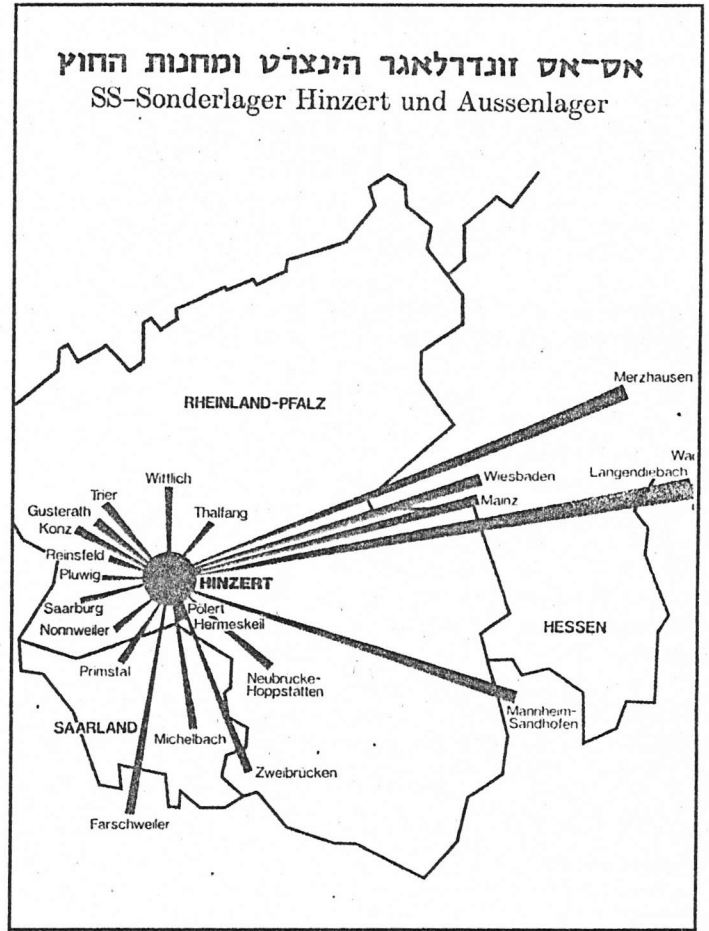 אס־אס זונדרלאגר הינצרט ומחנות החוץ
SS-Sonderlager Hinzert und Aussenlager
RHEINLAND-PFALZ
Merzhausen
Wittlich
Wiesbaden
Langendiebach
Trier
Mainz
Gusterath
Thalfang
Konz
Reinsfeld
Pluwig
HINZERT
Saarburg
Polert
Nonnweiler
Hermeskeil
HESSEN
Primstal
Neubrucke-
Hoppstatten
Mannheim-
Sandhofen
SAARLAND
Michelbach
Zweibrücken
Farschweiler